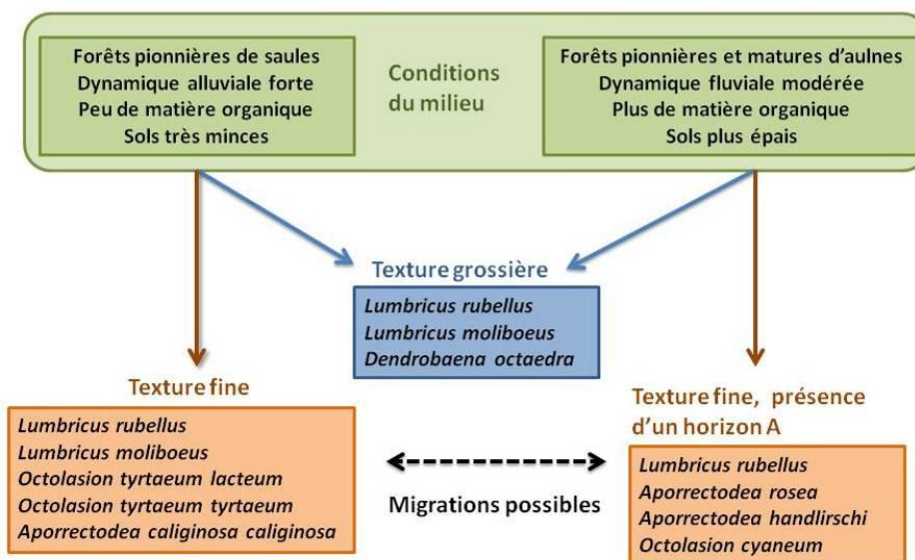 Forêts pionnières de saules
Dynamique alluviale forte
Peu de matière organique
Sols très minces
Conditions
du milieu
Forêts pionnières et matures d'aulnes
Dynamique fluviale modérée
Plus de matière organique
Sols plus épais
Texture grossière
Lumbricus rubellus
Lumbricus moliboeus
Dendrobaena octaedra
Texture fine
Lumbricus rubellus
Lumbricus moliboeus
Octolasion tyrtaeum lacteum
Octolasion tyrtaeum tyrtaeum
Aporrectodea caliginosa caliginosa
Migrations possibles
Texture fine, présence
d'un horizon A
Lumbricus rubellus
Aporrectodea rosea
Aporrectodea handlirschi
Octolasion cyaneum